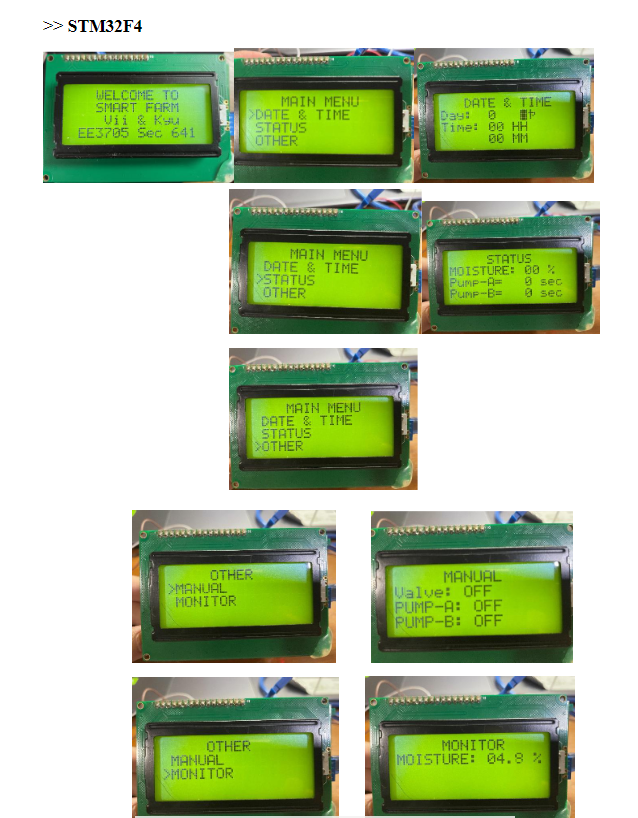 >> STM32F4
WELCOME TO
SMART FARM
Vii & Kyu
EE3705 Sec 641
MAIN MENU
>DATE & TIME
STATUS
OTHER
DATE & TIME
Day: 0
Time: 00 HH
00 MM
MAIN MENU
DATE & TIME
>STATUS
OTHER
STATUS
MOISTURE: 00 %
Pump-A= 0 sec
Pump-B= 0 sec
MAIN MENU
DATE & TIME
STATUS
>OTHER
OTHER
>MANUAL
MONITOR
MANUAL
Valve: OFF
PUMP-A: OFF
PUMP-B: OFF
OTHER
MANUAL
>MONITOR
MONITOR
MOISTURE: 04.8 %